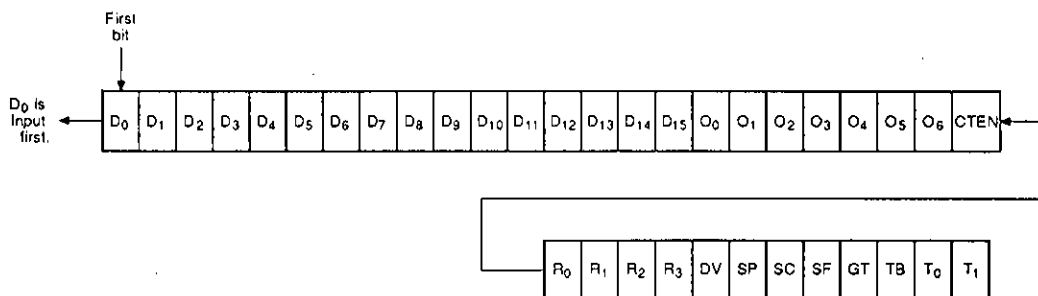 First
bit
D0 is
Input
first.
D0 D1 D2 D3 D4 D5 D6 D7 D8 D9 D10 D11 D12 D13 D14 D15 O0 O1 O2 O3 O4 O5 O6 CTEN
R0 R1 R2 R3 DV SP SC SF GT TB T0 T1